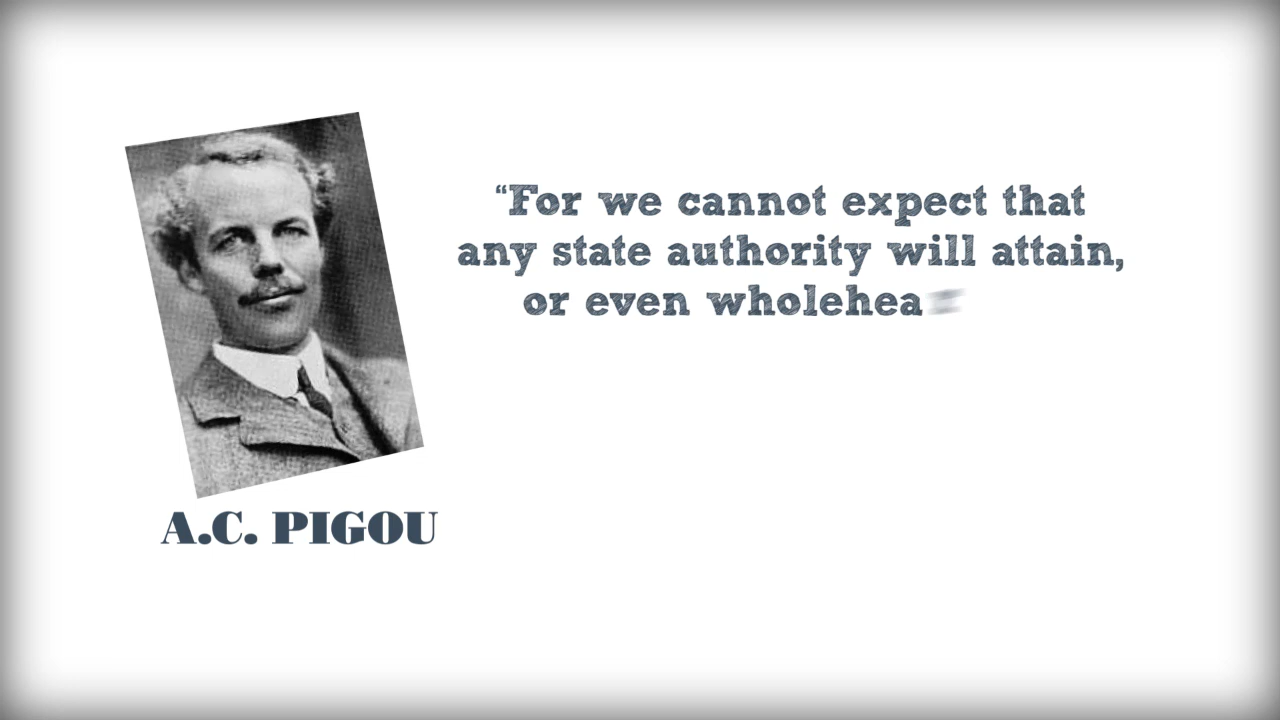 “For we cannot expect that
any state authority will attain,
or even wholehea
A.C. PIGOU